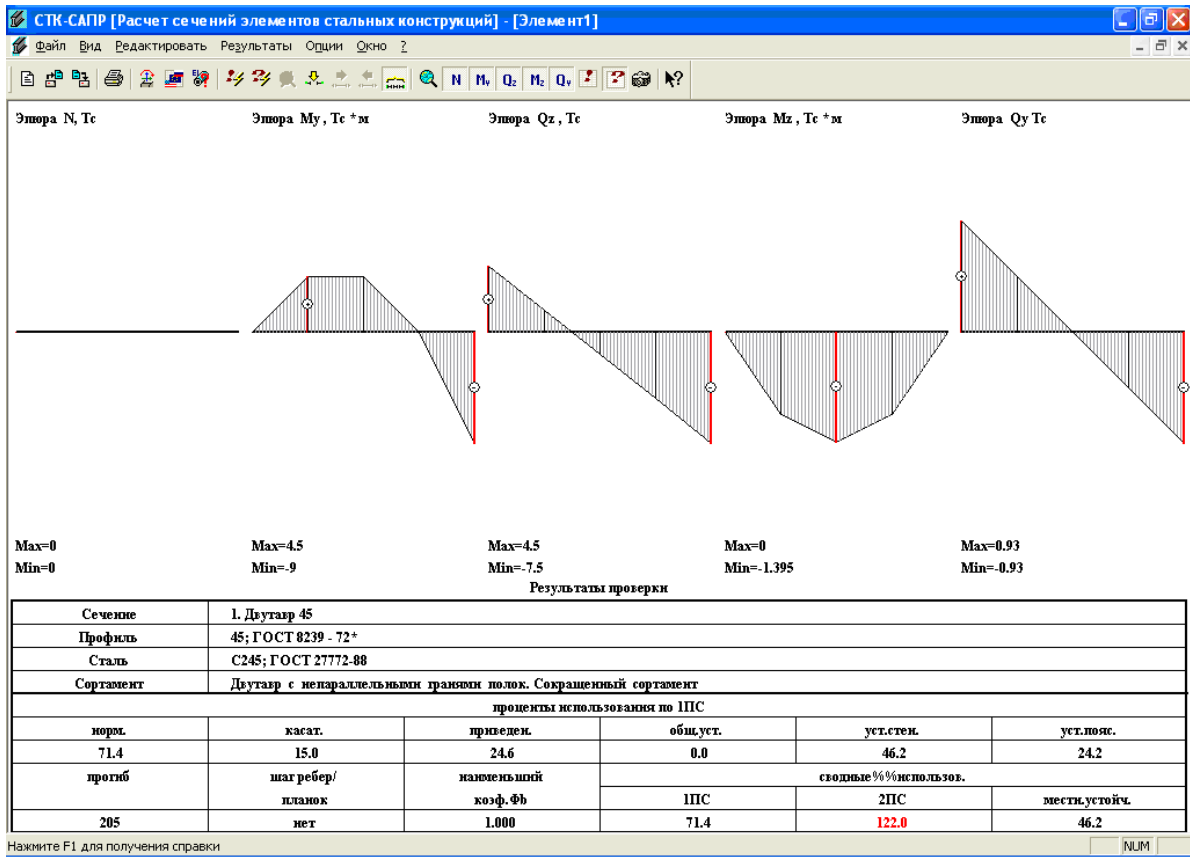 СТК-САПР [Расчет сечений элементов стальных конструкций] - [Элемент1]
Файл Вид Редактировать Результаты Опции Окно ?
N My Qz Mz Qy
Эпюра N, Тс Эпюра My , Тс *м Эпюра Qz , Тс Эпюра Mz , Тс *м Эпюра Qy Тс
Max=0 Max=4.5 Max=4.5 Max=0 Max=0.93
Min=0 Min=-9 Min=-7.5 Min=-1.395 Min=-0.93
Результаты проверки
Сечение 1. Двутавр 45
Профиль 45; ГОСТ 8239 - 72*
Сталь С245; ГОСТ 27772-88
Сортамент Двутавр с непараллельными гранями полок. Сокращенный сортамент
проценты использования по 1ПС
норм. касат. приведен. общ.уст. уст.стен. уст.пояс.
71.4 15.0 24.6 0.0 46.2 24.2
прогиб шаг ребер/ наименьший сводные%%использов.
планок коэф.Фb 1ПС 2ПС местн.устойч.
205 нет 1.000 71.4 122.0 46.2
Нажмите F1 для получения справки NUM